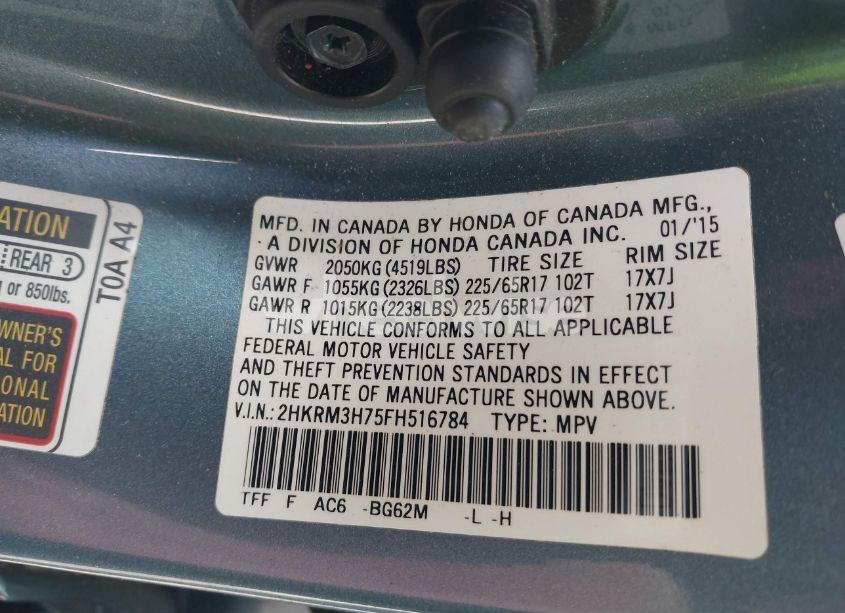 ATION
REAR 3
or 850lbs.
WNER'S
AL FOR
IONAL
ATION
T0A A4
MFD. IN CANADA BY HONDA OF CANADA MFG.,
A DIVISION OF HONDA CANADA INC. 01/'15
GVWR 2050KG (4519LBS) TIRE SIZE RIM SIZE
GAWR F 1055KG (2326LBS) 225/65R17 102T 17X7J
GAWR R 1015KG (2238LBS) 225/65R17 102T 17X7J
THIS VEHICLE CONFORMS TO ALL APPLICABLE
FEDERAL MOTOR VEHICLE SAFETY
AND THEFT PREVENTION STANDARDS IN EFFECT
ON THE DATE OF MANUFACTURE SHOWN ABOVE.
V.I.N.: 2HKRM3H75FH516784 TYPE: MPV
TFF F AC6 -BG62M -L -H